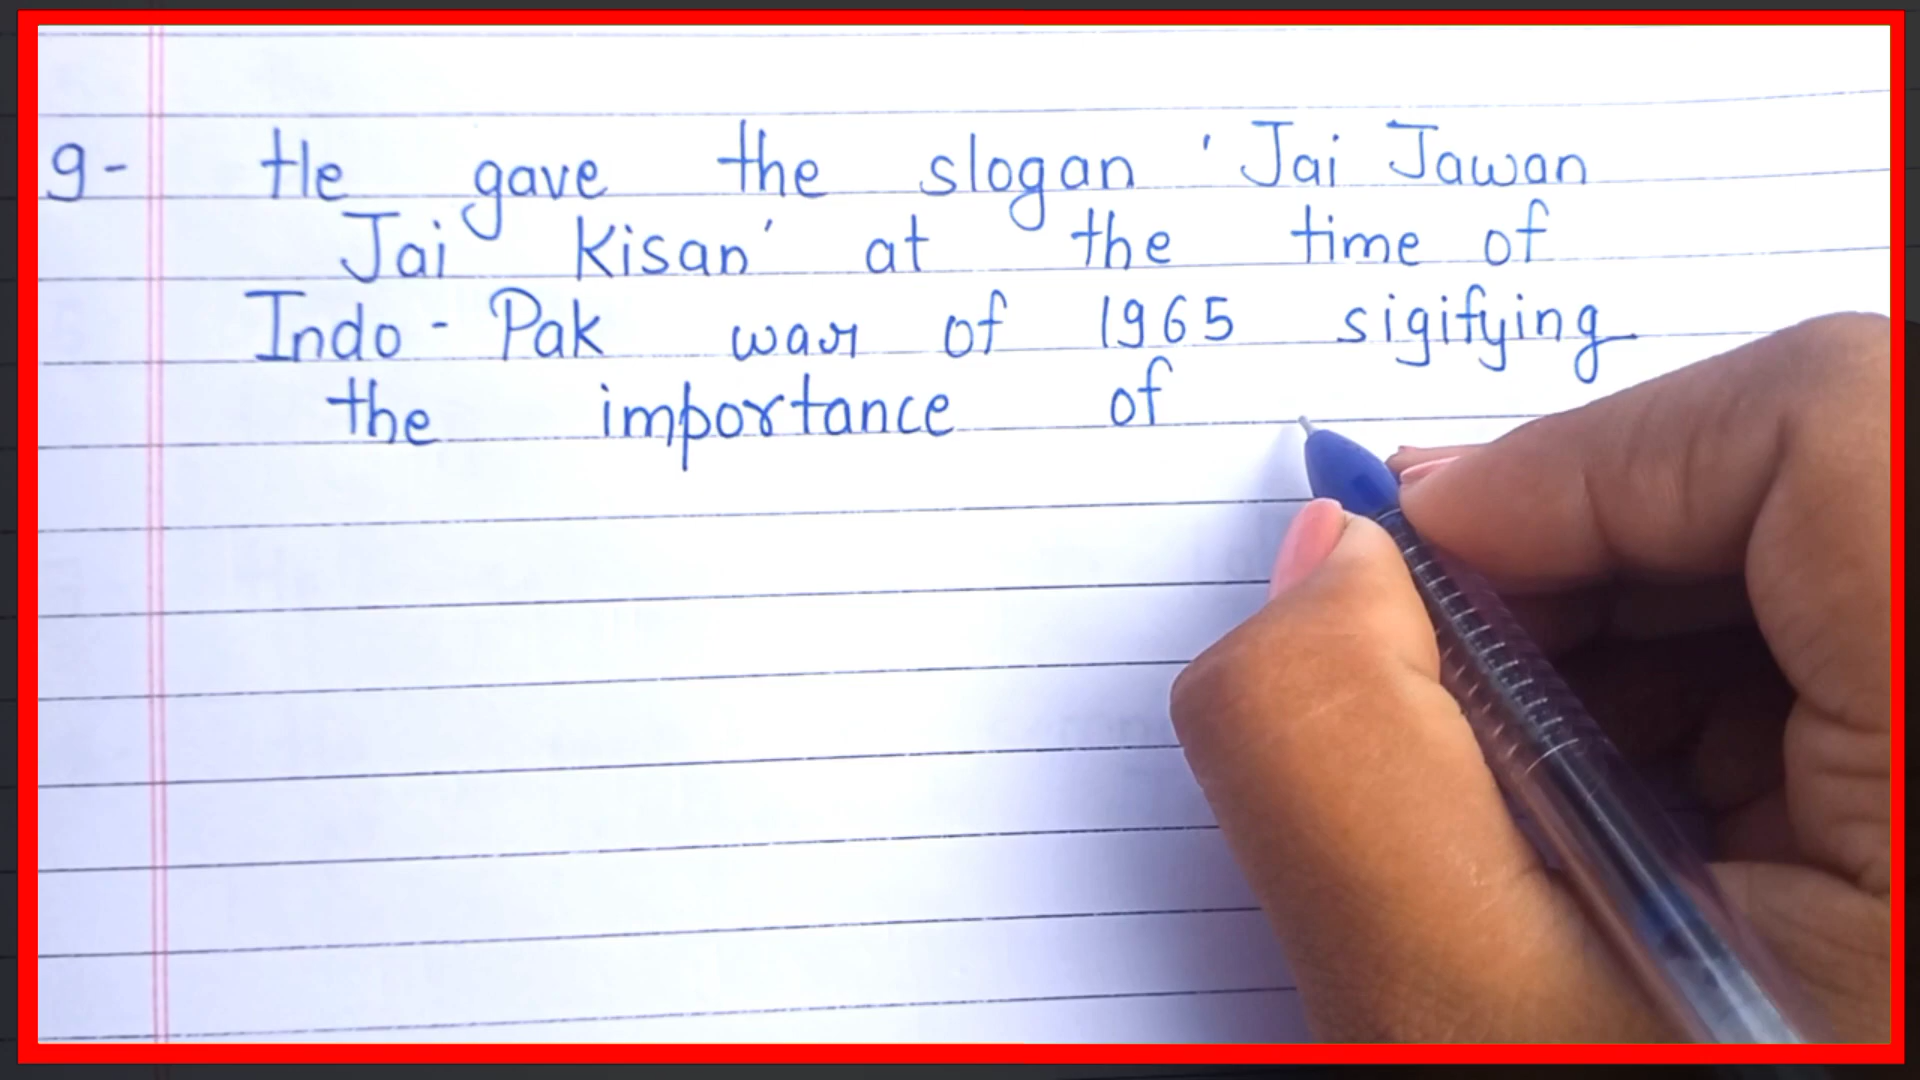 9- He gave the slogan 'Jai Jawan
Jai Kisan' at the time of
Indo-Pak war of 1965 sigifying
the importance of